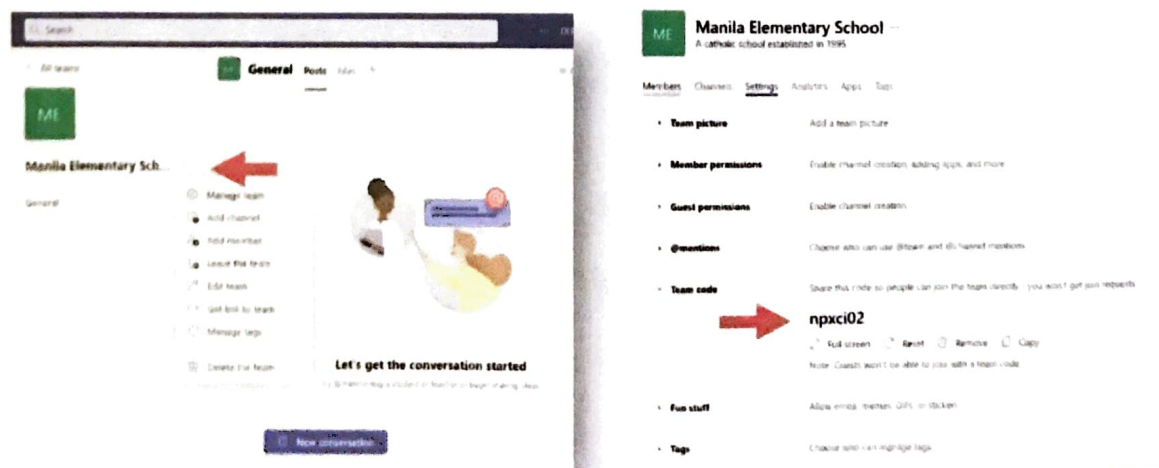 Search
All teams
ME
General Posts Files +
ME
Manila Elementary Sch...
General
Manage team
Add channel
Add member
Leave the team
Edit team
Get link to team
Manage tags
Delete the team
Let's get the conversation started
New conversation
ME
Manila Elementary School ...
A catholic school established in 1995
Members Channels Settings Analytics Apps Tags
Team picture Add a team picture
Member permissions Enable channel creation, adding apps, and more
Guest permissions Enable channel creation
@mentions Choose who can use @team and @channel mentions
Team code Share this code so people can join the team directly - you won't get join requests
npxci02
Full screen Reset Remove Copy
Note: Guests won't be able to join with a team code
Fun stuff Allow emoji, memes, GIFs, or stickers
Tags Choose who can manage tags